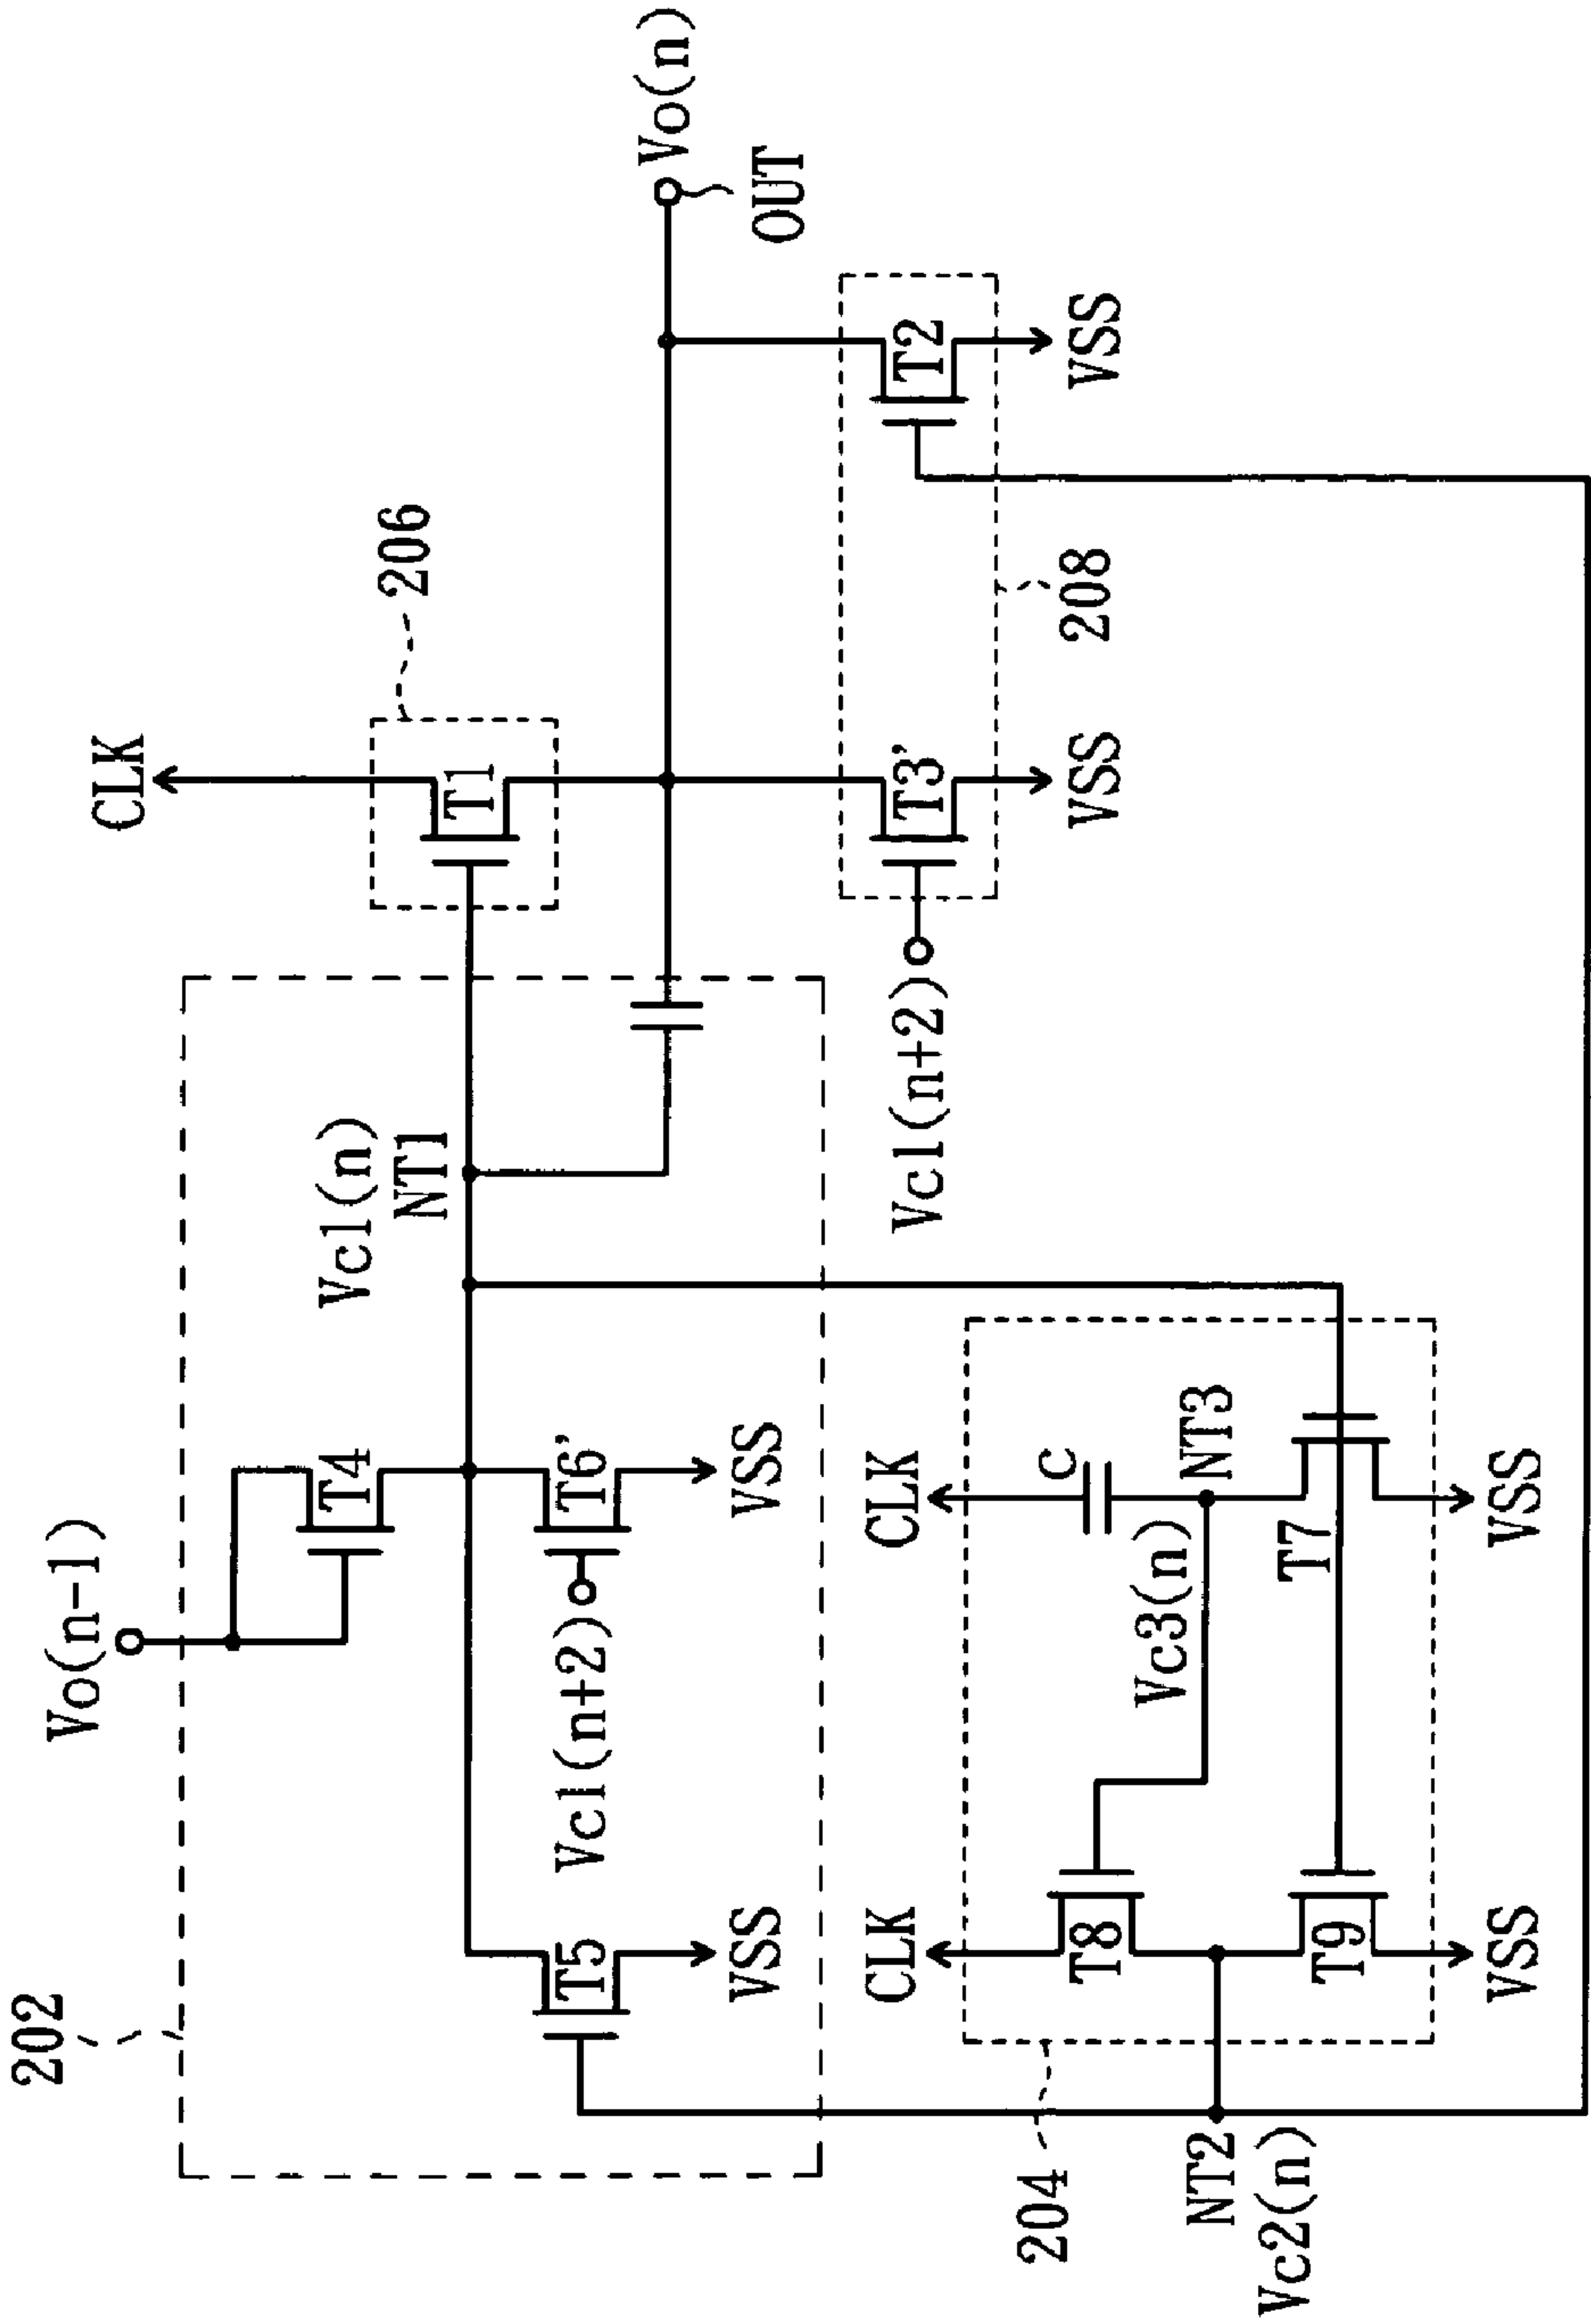 202
Vo(n-1)
CLK
Vc1(n)
NT1
T4
206
T1
T5
Vc1(n+2)
T6'
Vo(n)
OUT
VSS
VSS
CLK
CLK
Vc1(n+2)
T3'
T2
204
C
208
VSS
VSS
T8
Vc3(n)
NT3
NT2
Vc2(n)
T7
T9
VSS
VSS